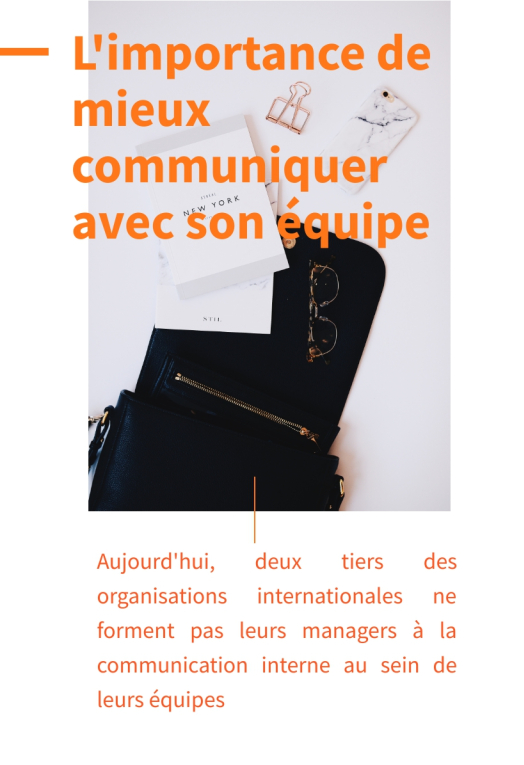 L'importance de
mieux
communiquer
avec son équipe
NEW YORK
STIL
Aujourd'hui, deux tiers des
organisations internationales ne
forment pas leurs managers à la
communication interne au sein de
leurs équipes